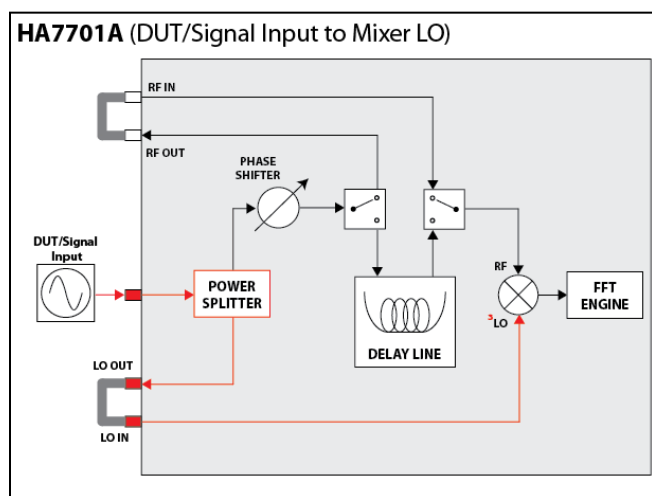 HA7701A (DUT/Signal Input to Mixer LO)
RF IN
RF OUT
PHASE
SHIFTER
DUT/Signal
Input
POWER
SPLITTER
RF
FFT
ENGINE
³LO
DELAY LINE
LO OUT
LO IN